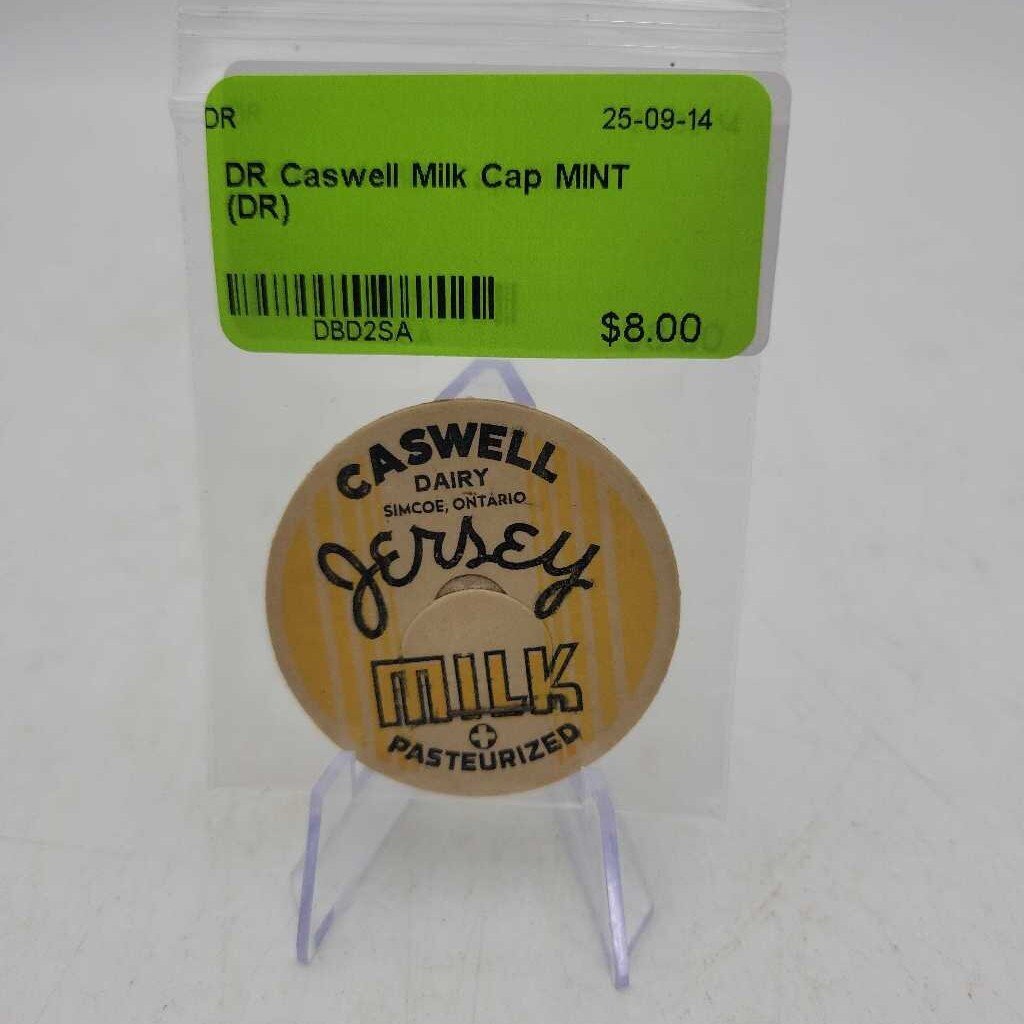 DR 25-09-14
DR Caswell Milk Cap MINT
(DR)
DBD2SA
$8.00
CASWELL
DAIRY
SIMCOE, ONTARIO
Jersey
MILK
PASTEURIZED